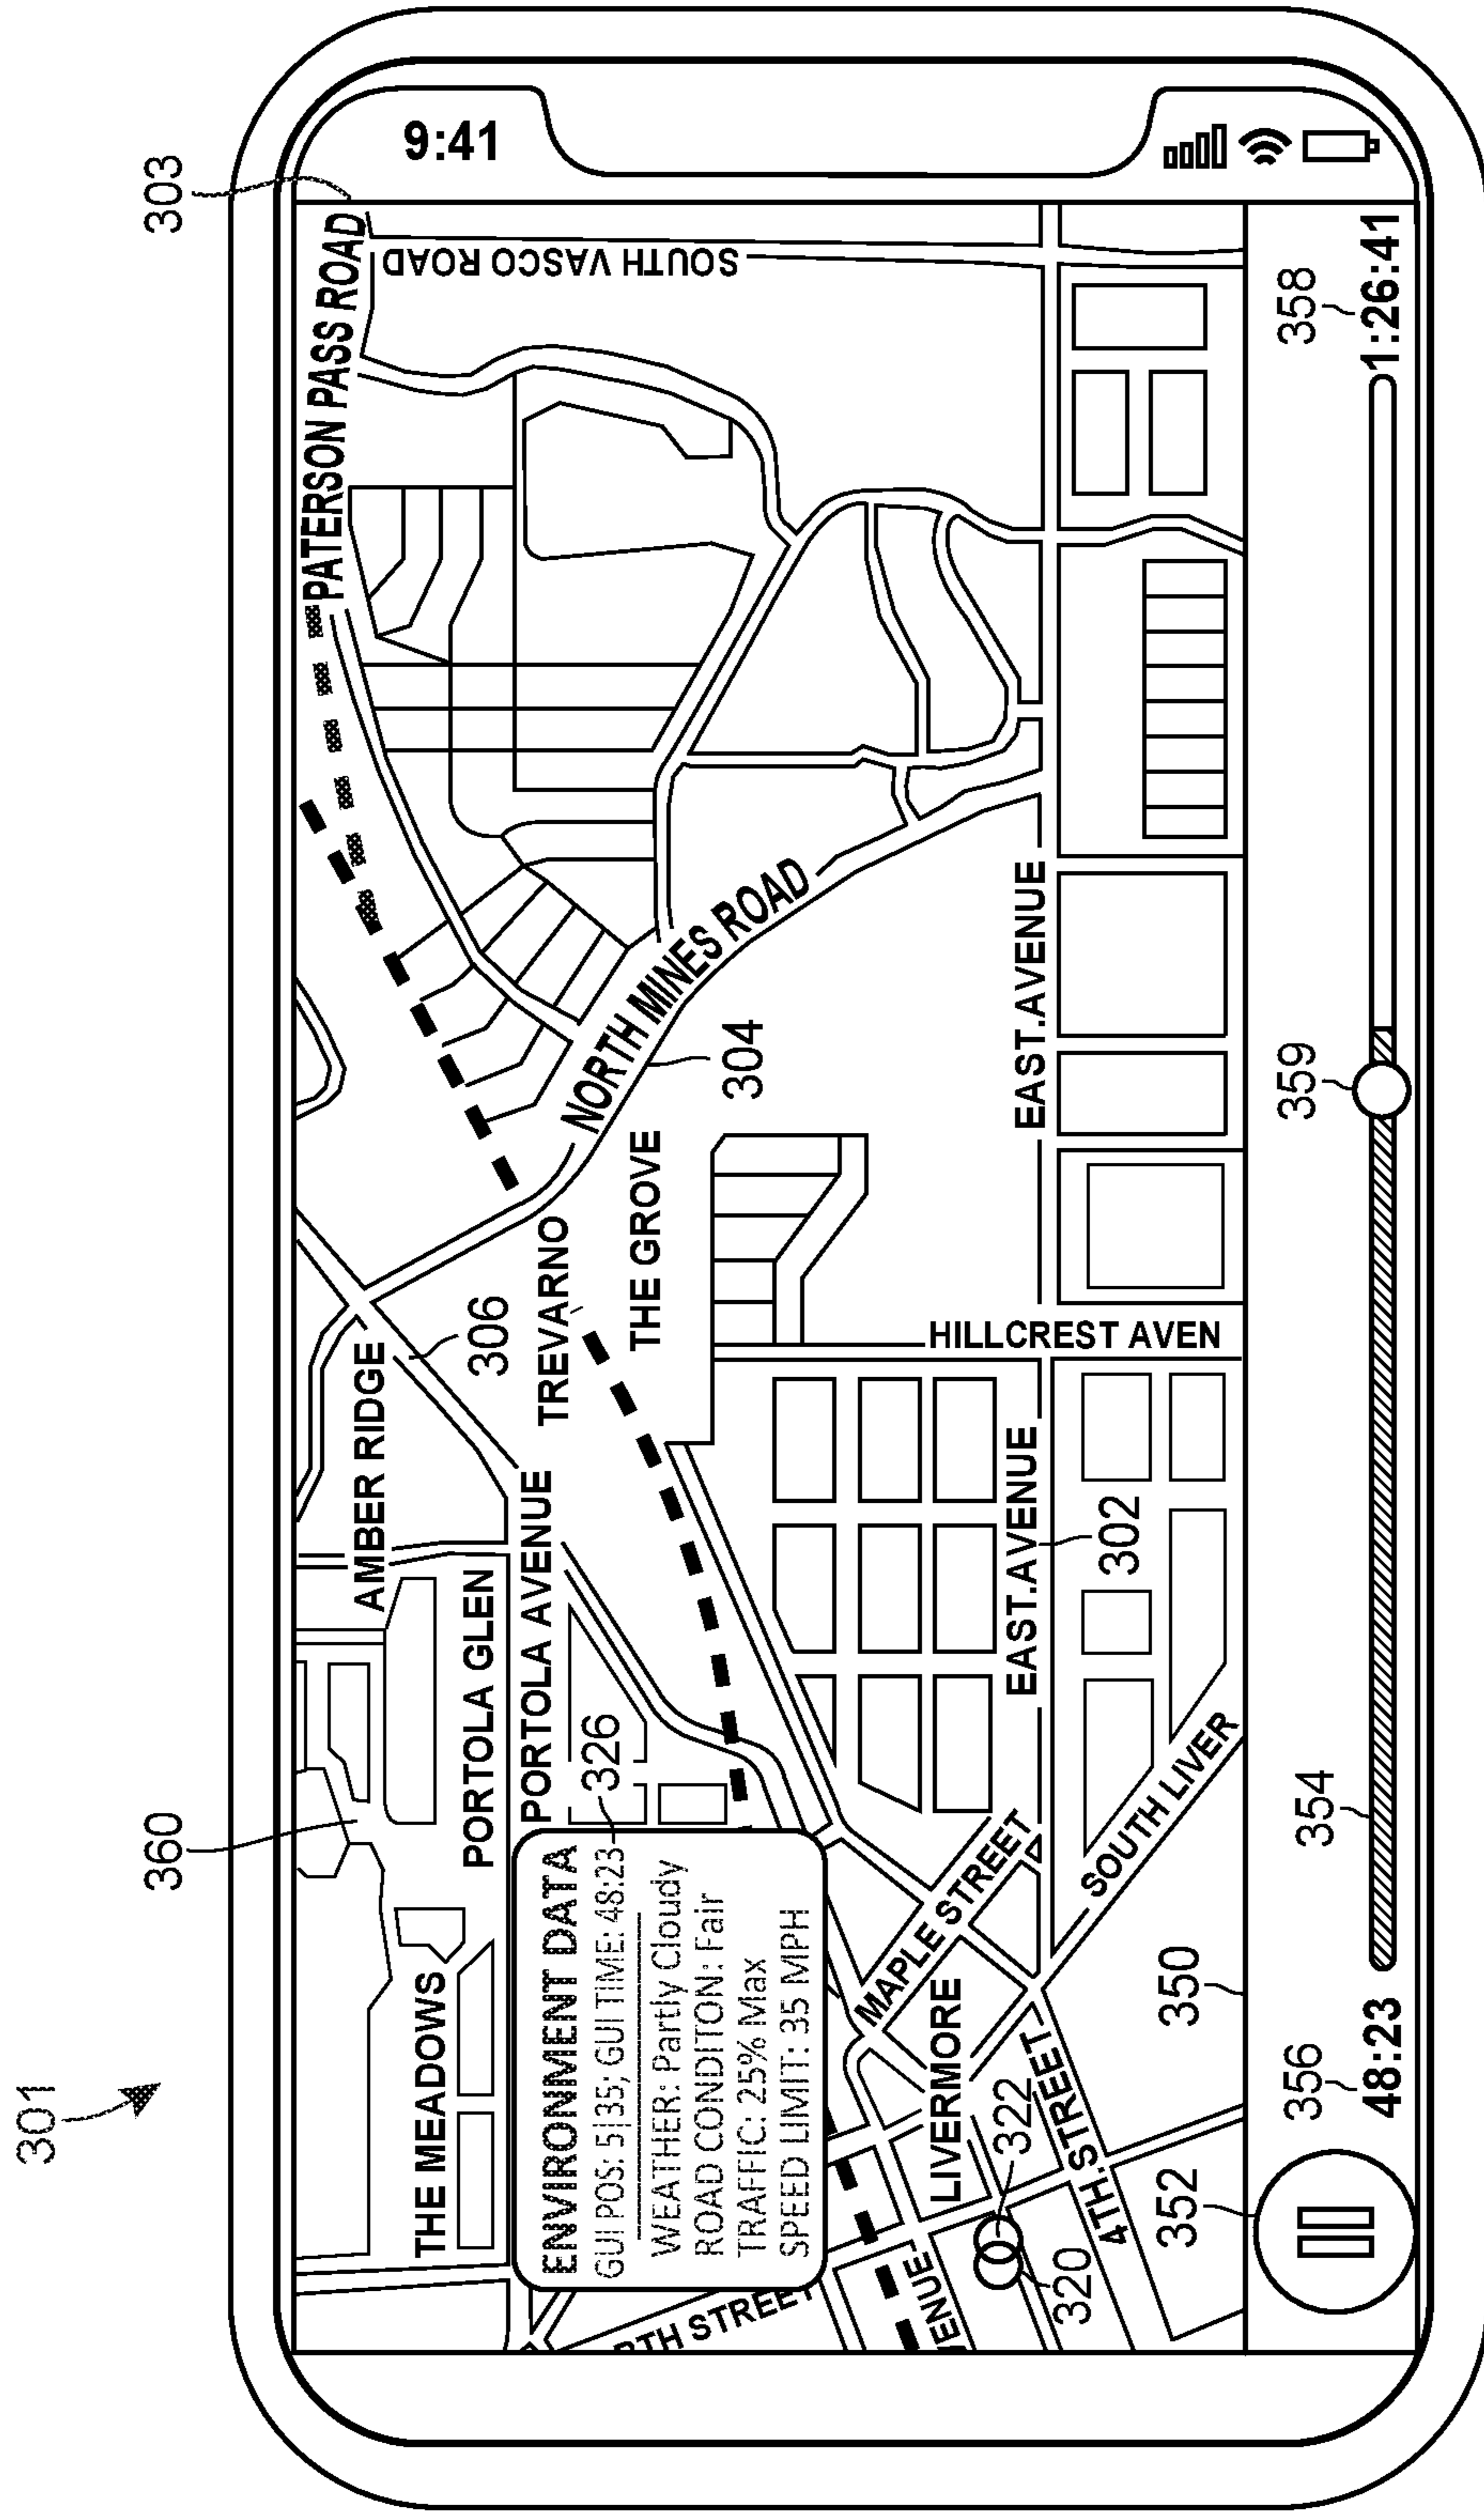 301
360
303
9:41
PATERSON PASS ROAD
SOUTH VASCO ROAD
AMBER RIDGE
THE MEADOWS
PORTOLA GLEN
306
PORTOLA AVENUE
TREVARNO
NORTH MINES ROAD
326
THE GROVE
304
ENVIRONMENT DATA
GUI POS: 5|35; GUI TIME: 48:23
WEATHER: Partly Cloudy
ROAD CONDITON: Fair
TRAFFIC: 25% Max
SPEED LIMIT: 35 MPH
RTH STREET
ENUE
MAPLE STREET
LIVERMORE
HILLCREST AVEN
EAST.AVENUE
EAST.AVENUE
322
320
4TH.STREET
302
SOUTH LIVER
352
350
356
48:23
354
359
358
1:26:41